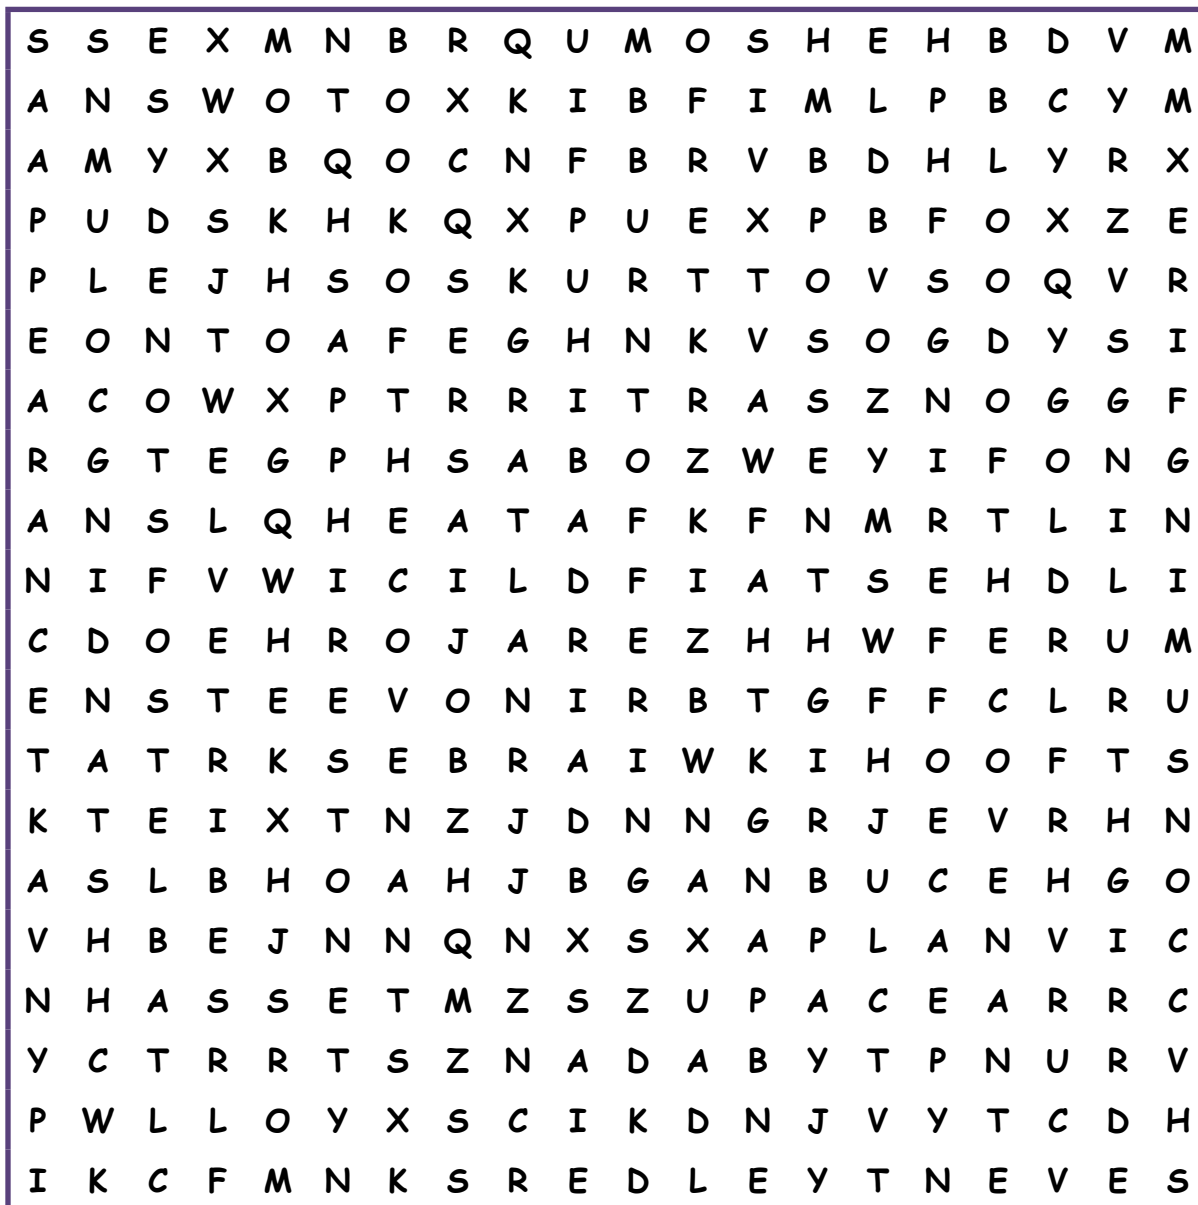 S S E X M N B R Q U M O S H E H B D V M
A N S W O T O X K I B F I M L P B C Y M
A M Y X B Q O C N F B R V B D H L Y R X
P U D S K H K Q X P U E X P B F O X Z E
P L E J H S O S K U R T T O V S O Q V R
E O N T O A F E G H N K V S O G D Y S I
A C O W X P T R R I T R A S Z N O G G F
R G T E G P H S A B O Z W E Y I F O N G
A N S L Q H E A T A F K F N M R T L I N
N I F V W I C I L D F I A T S E H D L I
C D O E H R O J A R E Z H H W F E R U M
E N S T E E V O N I R B T G F F C L R U
T A T R K S E B R A I W K I H O O F T S
K T E I X T N Z J D N N G R J E V R H N
A S L B H O A H J B G A N B U C E H G O
V H B E J N N Q N X S X A P L A N V I C
N H A S S E T M Z S Z U P A C E A R R C
Y C T R R T S Z N A D A B Y T P N U R V
P W L L O Y X S C I K D N J V Y T C D H
I K C F M N K S R E D L E Y T N E V E S